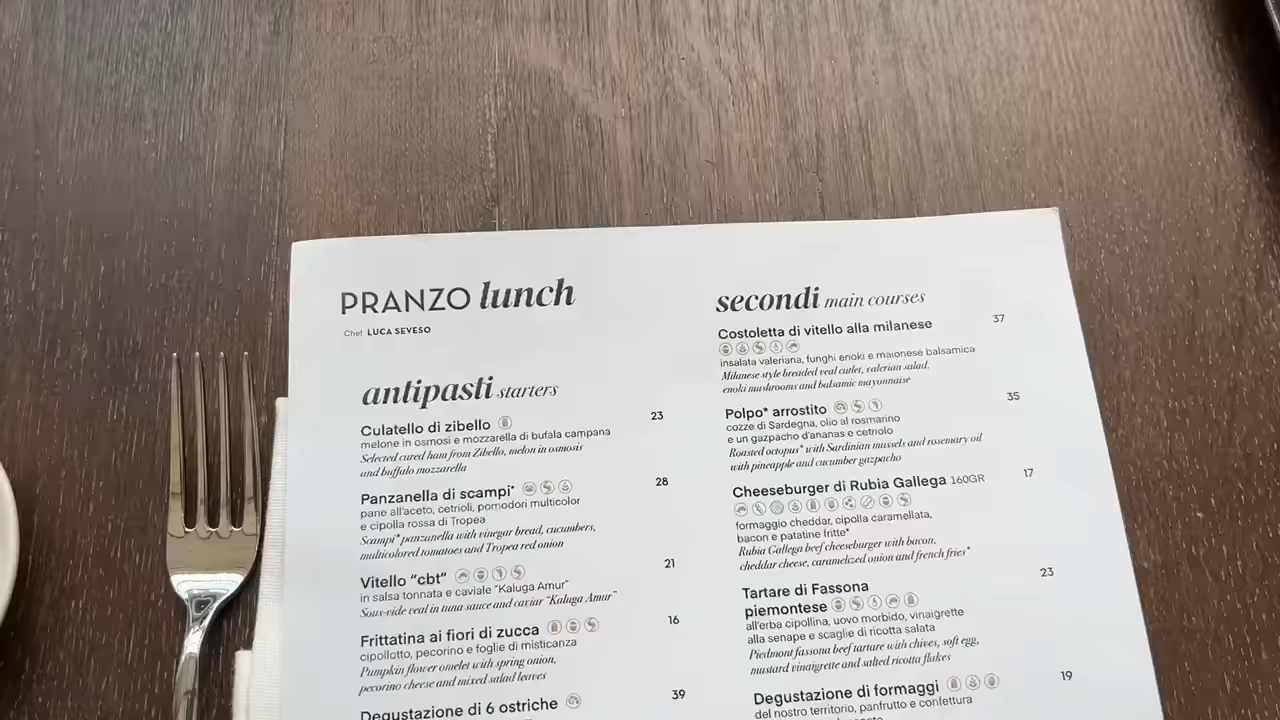 PRANZO lunch
Chef LUCA SEVESO
antipasti starters
Culatello di zibello 23
melone in osmosi e mozzarella di bufala campana
Selected cured ham from Zibello, melon in osmosis
and buffalo mozzarella
Panzanella di scampi* 28
pane all'aceto, cetrioli, pomodori multicolor
e cipolla rossa di Tropea
Scampi* panzanella with vinegar bread, cucumbers,
multicolored tomatoes and Tropea red onion
Vitello "cbt" 21
in salsa tonnata e caviale "Kaluga Amur"
Sous-vide veal in tuna sauce and caviar "Kaluga Amur"
Frittatina ai fiori di zucca 16
cipollotto, pecorino e foglie di misticanza
Pumpkin flower omelet with spring onion,
pecorino cheese and mixed salad leaves
Degustazione di 6 ostriche 39
secondi main courses
Costoletta di vitello alla milanese 37
insalata valeriana, funghi enoki e maionese balsamica
Milanese style breaded veal cutlet, valerian salad,
enoki mushrooms and balsamic mayonnaise
Polpo* arrostito 35
cozze di Sardegna, olio al rosmarino
e un gazpacho d'ananas e cetriolo
Roasted octopus* with Sardinian mussels and rosemary oil
with pineapple and cucumber gazpacho
Cheeseburger di Rubia Gallega 160GR 17
formaggio cheddar, cipolla caramellata,
bacon e patatine fritte*
Rubia Gallega beef cheeseburger with bacon,
cheddar cheese, caramelized onion and french fries*
Tartare di Fassona 23
piemontese
all'erba cipollina, uovo morbido, vinaigrette
alla senape e scaglie di ricotta salata
Piedmont fassona beef tartare with chives, soft egg,
mustard vinaigrette and salted ricotta flakes
Degustazione di formaggi 19
del nostro territorio, panfrutto e confettura